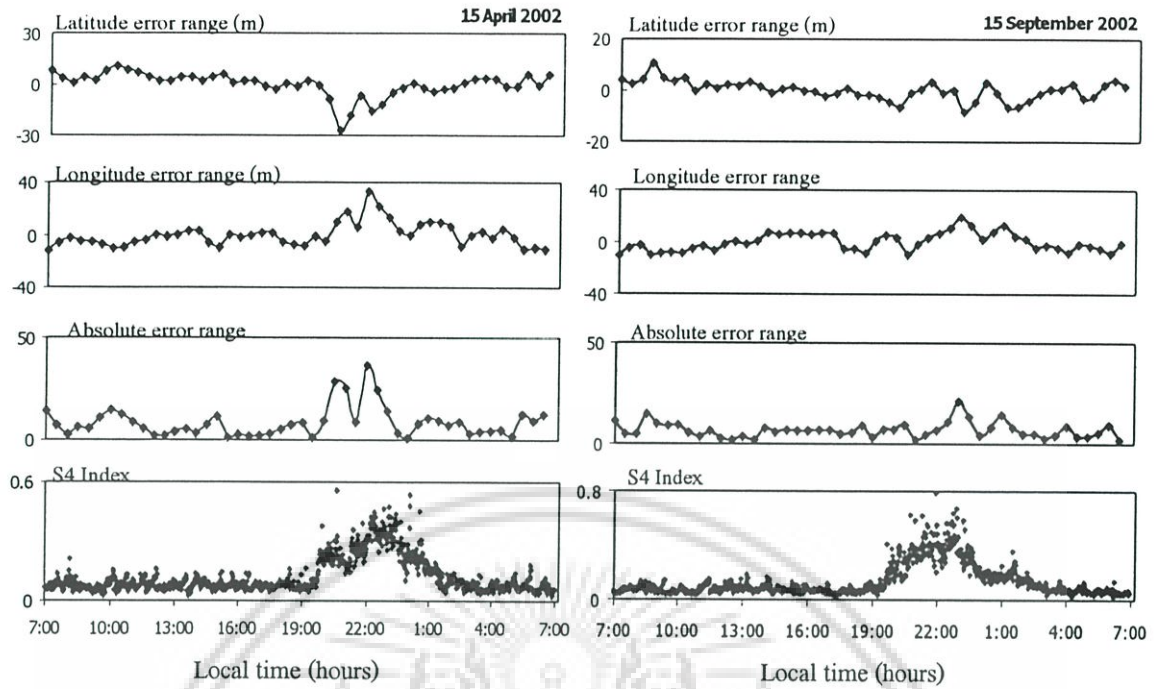 15 April 2002
Latitude error range (m)
30
0
-30
Longitude error range (m)
40
0
-40
Absolute error range
50
0
S4 Index
0.6
0
7:00 10:00 13:00 16:00 19:00 22:00 1:00 4:00 7:00
Local time (hours)
15 September 2002
Latitude error range (m)
20
0
-20
Longitude error range
40
0
-40
Absolute error range
50
0
S4 Index
0.8
0
7:00 10:00 13:00 16:00 19:00 22:00 1:00 4:00 7:00
Local time (hours)